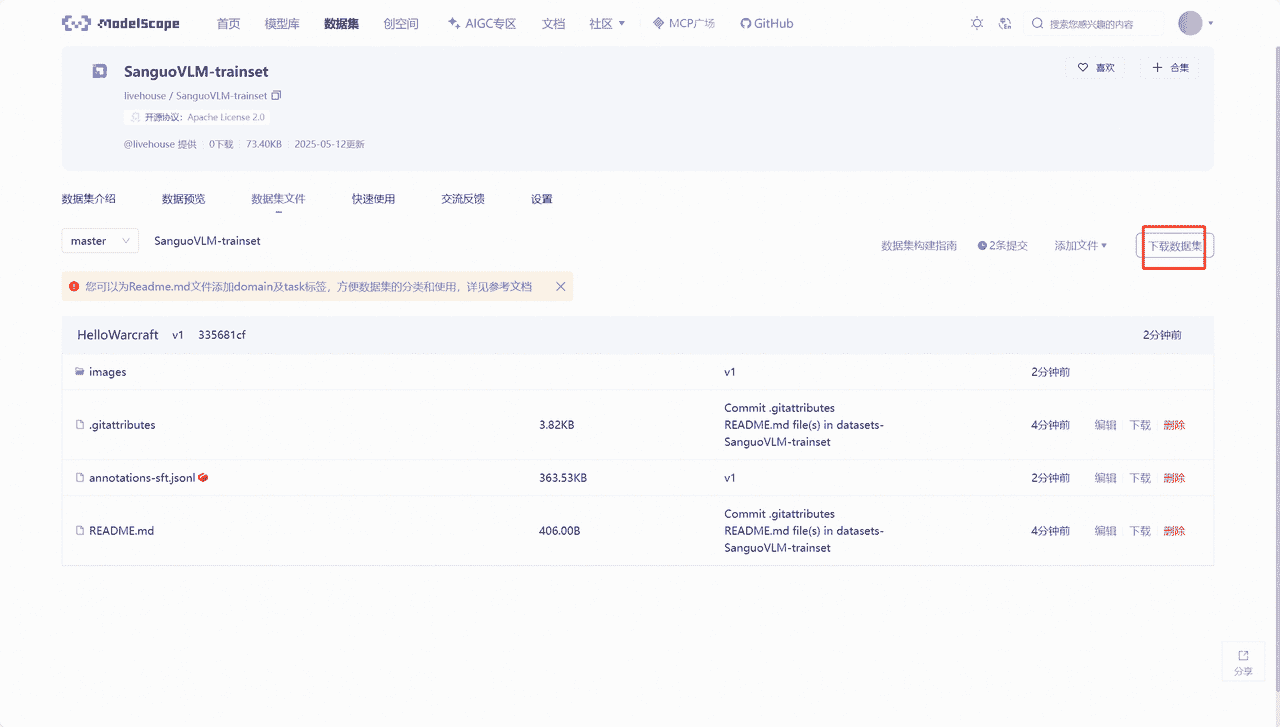 ModelScope 首页 模型库 数据集 创空间 AIGC专区 文档 社区 MCP广场 GitHub 搜索您感兴趣的内容
SanguoVLM-trainset 喜欢 合集
livehouse / SanguoVLM-trainset
开源协议: Apache License 2.0
@livehouse 提供 0下载 73.40KB 2025-05-12更新
数据集介绍 数据预览 数据集文件 快速使用 交流反馈 设置
master SanguoVLM-trainset 数据集构建指南 2条提交 添加文件 下载数据集
您可以为Readme.md文件添加domain及task标签，方便数据集的分类和使用，详见参考文档
HelloWarcraft v1 335681cf 2分钟前
images v1 2分钟前
.gitattributes 3.82KB Commit .gitattributes
README.md file(s) in datasets-
SanguoVLM-trainset 4分钟前 编辑 下载 删除
annotations-sft.jsonl 363.53KB v1 2分钟前 编辑 下载 删除
README.md 406.00B Commit .gitattributes
README.md file(s) in datasets-
SanguoVLM-trainset 4分钟前 编辑 下载 删除
分享